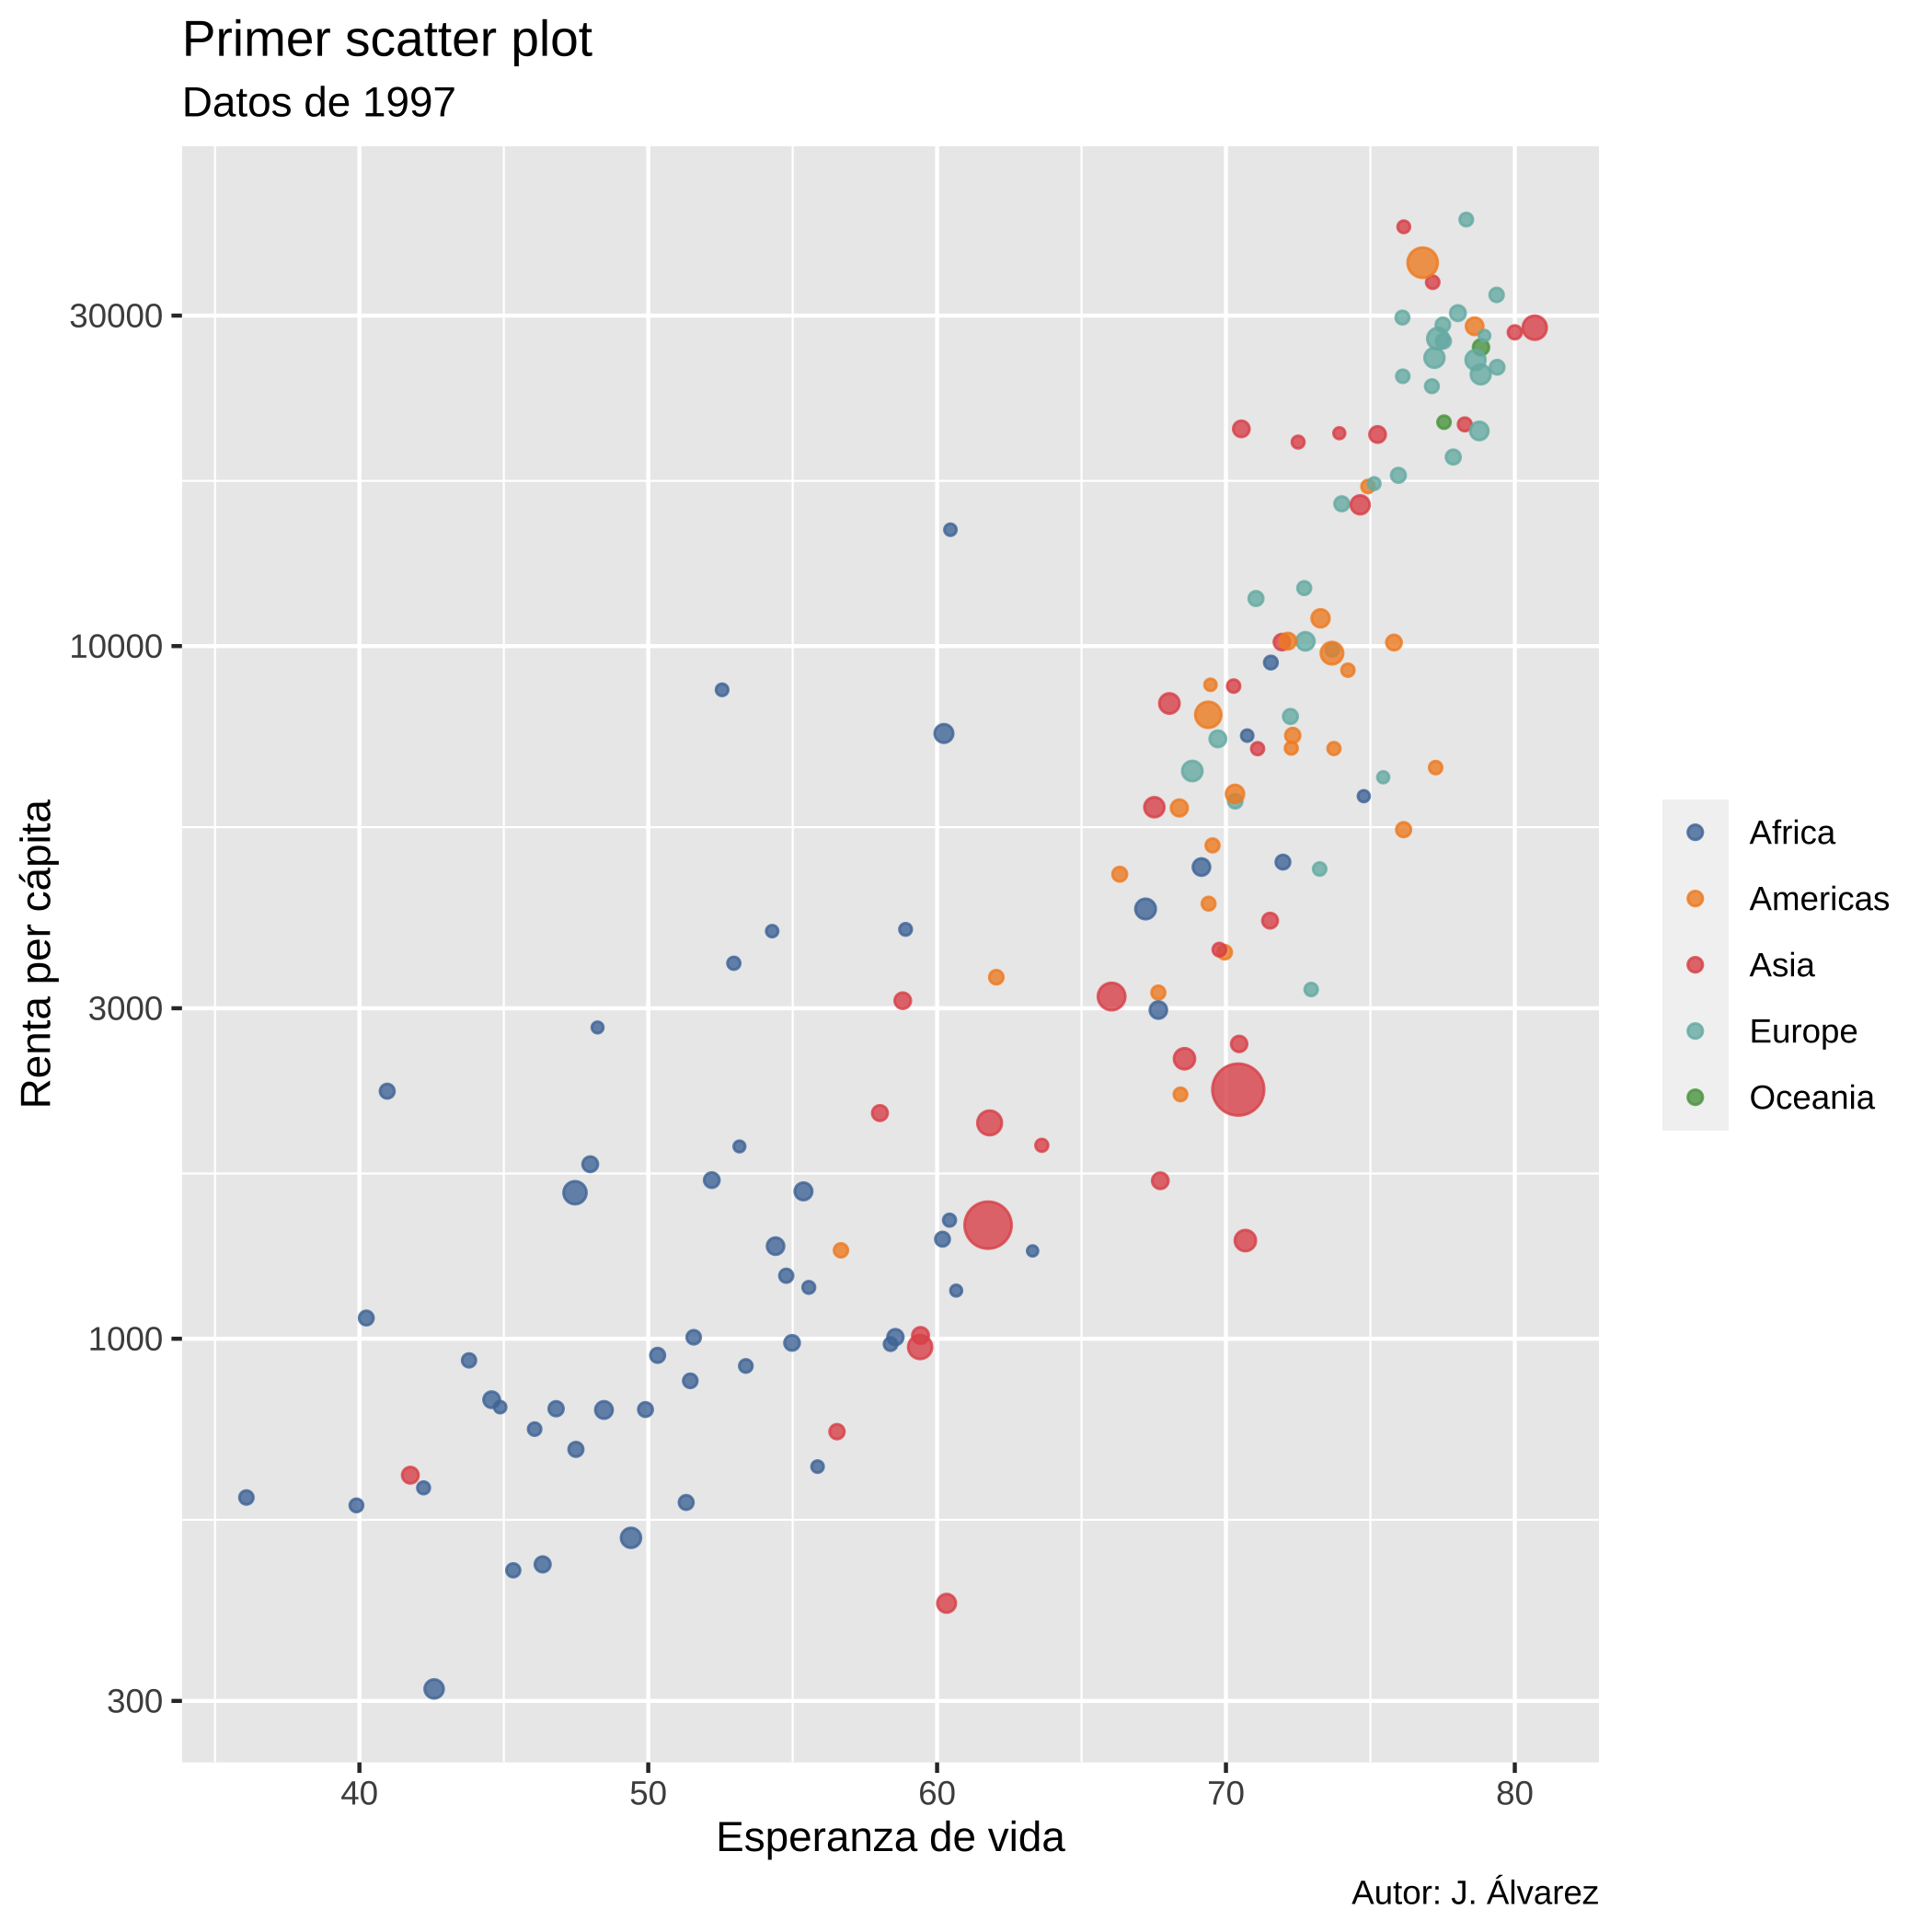 Primer scatter plot
Datos de 1997
Renta per cápita
30000
10000
3000
1000
300
40 50 60 70 80
Esperanza de vida
Africa
Americas
Asia
Europe
Oceania
Autor: J. Álvarez